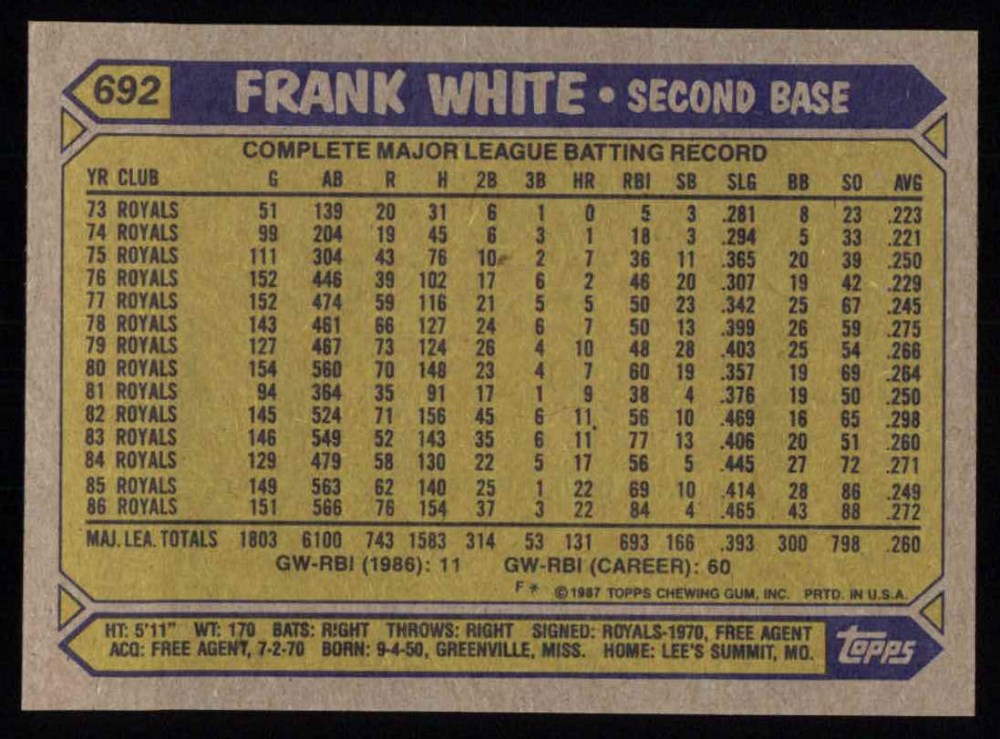 692 FRANK WHITE • SECOND BASE
COMPLETE MAJOR LEAGUE BATTING RECORD
YR CLUB G AB R H 2B 3B HR RBI SB SLG BB SO AVG
73 ROYALS 51 139 20 31 6 1 0 5 3 .281 8 23 .223
74 ROYALS 99 204 19 45 6 3 1 18 3 .294 5 33 .221
75 ROYALS 111 304 43 76 10 2 7 36 11 .365 20 39 .250
76 ROYALS 152 446 39 102 17 6 2 46 20 .307 19 42 .229
77 ROYALS 152 474 59 116 21 5 5 50 23 .342 25 67 .245
78 ROYALS 143 461 66 127 24 6 7 50 13 .399 26 59 .275
79 ROYALS 127 467 73 124 26 4 10 48 28 .403 25 54 .266
80 ROYALS 154 560 70 148 23 4 7 60 19 .357 19 69 .264
81 ROYALS 94 364 35 91 17 1 9 38 4 .376 19 50 .250
82 ROYALS 145 524 71 156 45 6 11 56 10 .469 16 65 .298
83 ROYALS 146 549 52 143 35 6 11 77 13 .406 20 51 .260
84 ROYALS 129 479 58 130 22 5 17 56 5 .445 27 72 .271
85 ROYALS 149 563 62 140 25 1 22 69 10 .414 28 86 .249
86 ROYALS 151 566 76 154 37 3 22 84 4 .465 43 88 .272
MAJ. LEA. TOTALS 1803 6100 743 1583 314 53 131 693 166 .393 300 798 .260
GW-RBI (1986): 11 GW-RBI (CAREER): 60
F* ©1987 TOPPS CHEWING GUM, INC. PRTD. IN U.S.A.
HT: 5'11" WT: 170 BATS: RIGHT THROWS: RIGHT SIGNED: ROYALS-1970, FREE AGENT
ACQ: FREE AGENT, 7-2-70 BORN: 9-4-50, GREENVILLE, MISS. HOME: LEE'S SUMMIT, MO.
topps